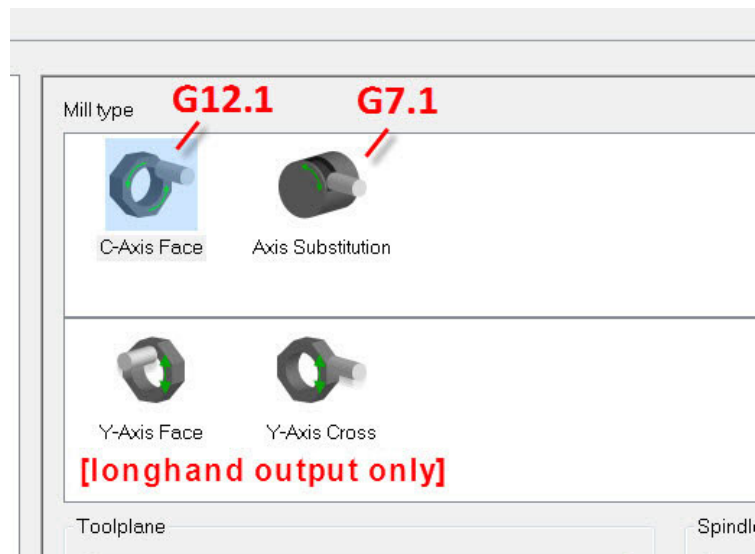 Mill type
G12.1
G7.1
C-Axis Face
Axis Substitution
Y-Axis Face
Y-Axis Cross
[longhand output only]
Toolplane
Spindle